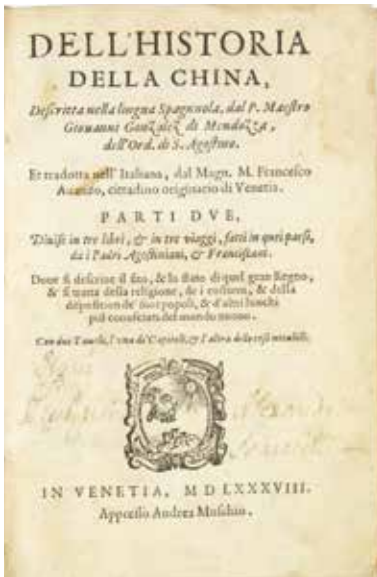 DELL'HISTORIA
DELLA CHINA,
Descritta nella lingua Spagnuola, dal P. Maestro
Giouanni Gonzalez di Mendozza,
dell'Ord. di S. Agostino.
Et tradotta nell' Italiana, dal Magn. M. Francesco
Auanzo, cittadino originario di Venetia.
PARTI DVE,
Diuise in tre libri, & in tre viaggi, fatti in quei paesi,
da i Padri Agostiniani, & Franciscani.
Doue si descriue il sito, & lo stato di quel gran Regno,
& si tratta della religione, de i costumi, & della
disposition de' suoi popoli, & d'altri luochi
più conosciuti del mondo nuouo.
Con due Tauole, l'vna de' Capitoli, & l'altra delle cose notabili.
IN VENETIA, MDLXXXVIII.
Appresso Andrea Muschio.